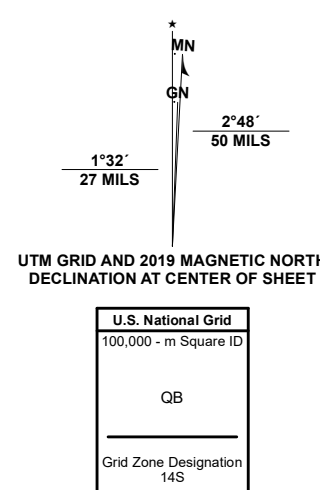 MN
GN
2°48´
50 MILS
1°32´
27 MILS
UTM GRID AND 2019 MAGNETIC NORTH
DECLINATION AT CENTER OF SHEET
U.S. National Grid
100,000 - m Square ID
QB
Grid Zone Designation
14S